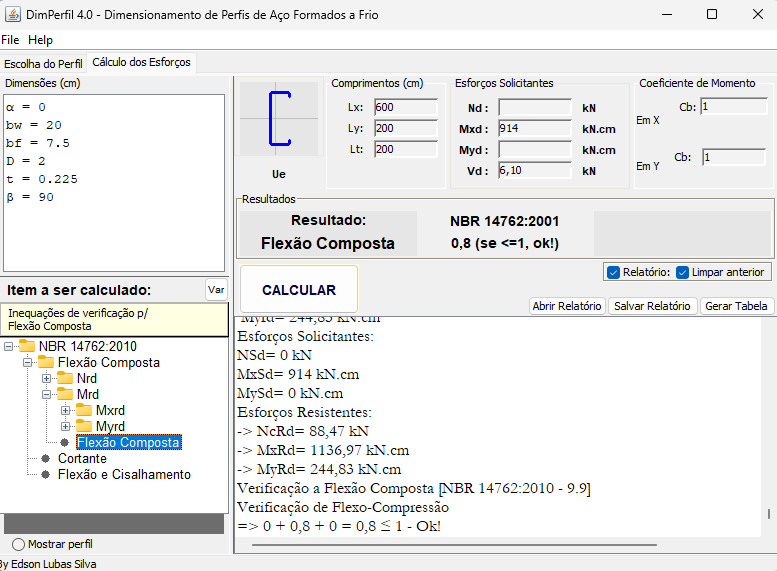 DimPerfil 4.0 - Dimensionamento de Perfis de Aço Formados a Frio
File Help
Escolha do Perfil Cálculo dos Esforços
Dimensões (cm)
α = 0
bw = 20
bf = 7.5
D = 2
t = 0.225
β = 90
Ue
Comprimentos (cm)
Lx: 600
Ly: 200
Lt: 200
Esforços Solicitantes
Nd : kN
Mxd : 914 kN.cm
Myd : kN.cm
Vd : 6,10 kN
Coeficiente de Momento
Em X Cb: 1
Em Y Cb: 1
Resultados
Resultado: NBR 14762:2001
Flexão Composta 0,8 (se <=1, ok!)
Item a ser calculado: Var
CALCULAR
Relatório: Limpar anterior
Abrir Relatório Salvar Relatório Gerar Tabela
Inequações de verificação p/
Flexão Composta
NBR 14762:2010
Flexão Composta
Nrd
Mrd
Mxrd
Myrd
Flexão Composta
Cortante
Flexão e Cisalhamento
Mostrar perfil
MyRd= 244,83 kN.cm
Esforços Solicitantes:
NSd= 0 kN
MxSd= 914 kN.cm
MySd= 0 kN.cm
Esforços Resistentes:
-> NcRd= 88,47 kN
-> MxRd= 1136,97 kN.cm
-> MyRd= 244,83 kN.cm
Verificação a Flexão Composta [NBR 14762:2010 - 9.9]
Verificação de Flexo-Compressão
=> 0 + 0,8 + 0 = 0,8 ≤ 1 - Ok!
By Edson Lubas Silva